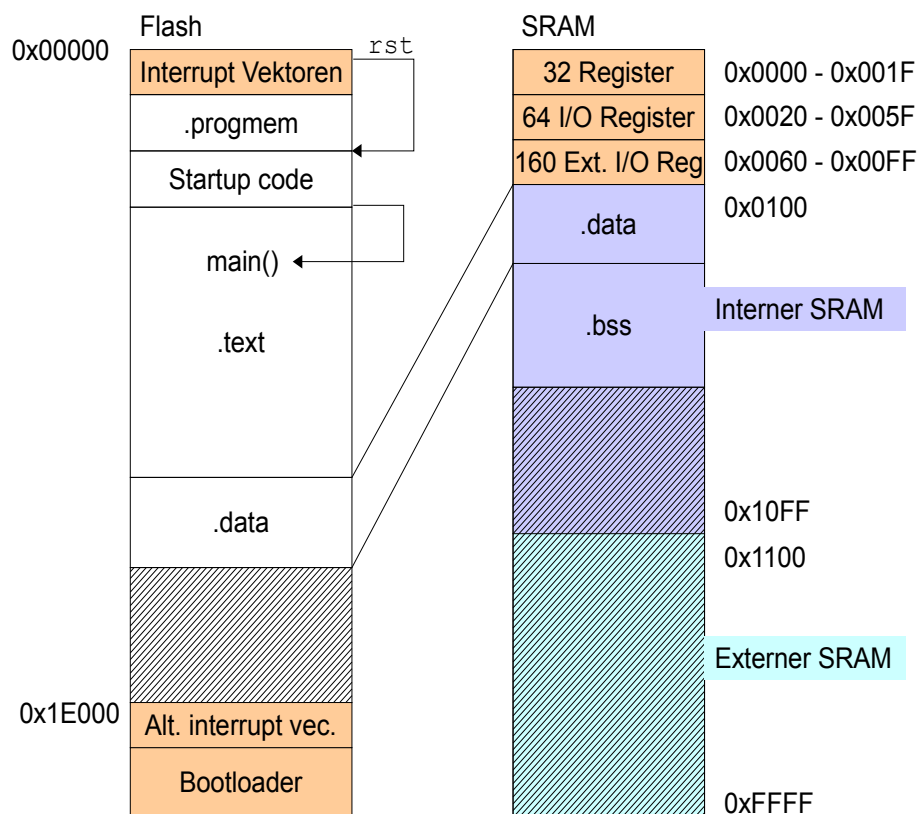 Flash
0x00000
rst
Interrupt Vektoren
.progmem
Startup code
main()
.text
.data
0x1E000
Alt. interrupt vec.
Bootloader
SRAM
32 Register
0x0000 - 0x001F
64 I/O Register
0x0020 - 0x005F
160 Ext. I/O Reg
0x0060 - 0x00FF
0x0100
.data
Interner SRAM
.bss
0x10FF
0x1100
Externer SRAM
0xFFFF